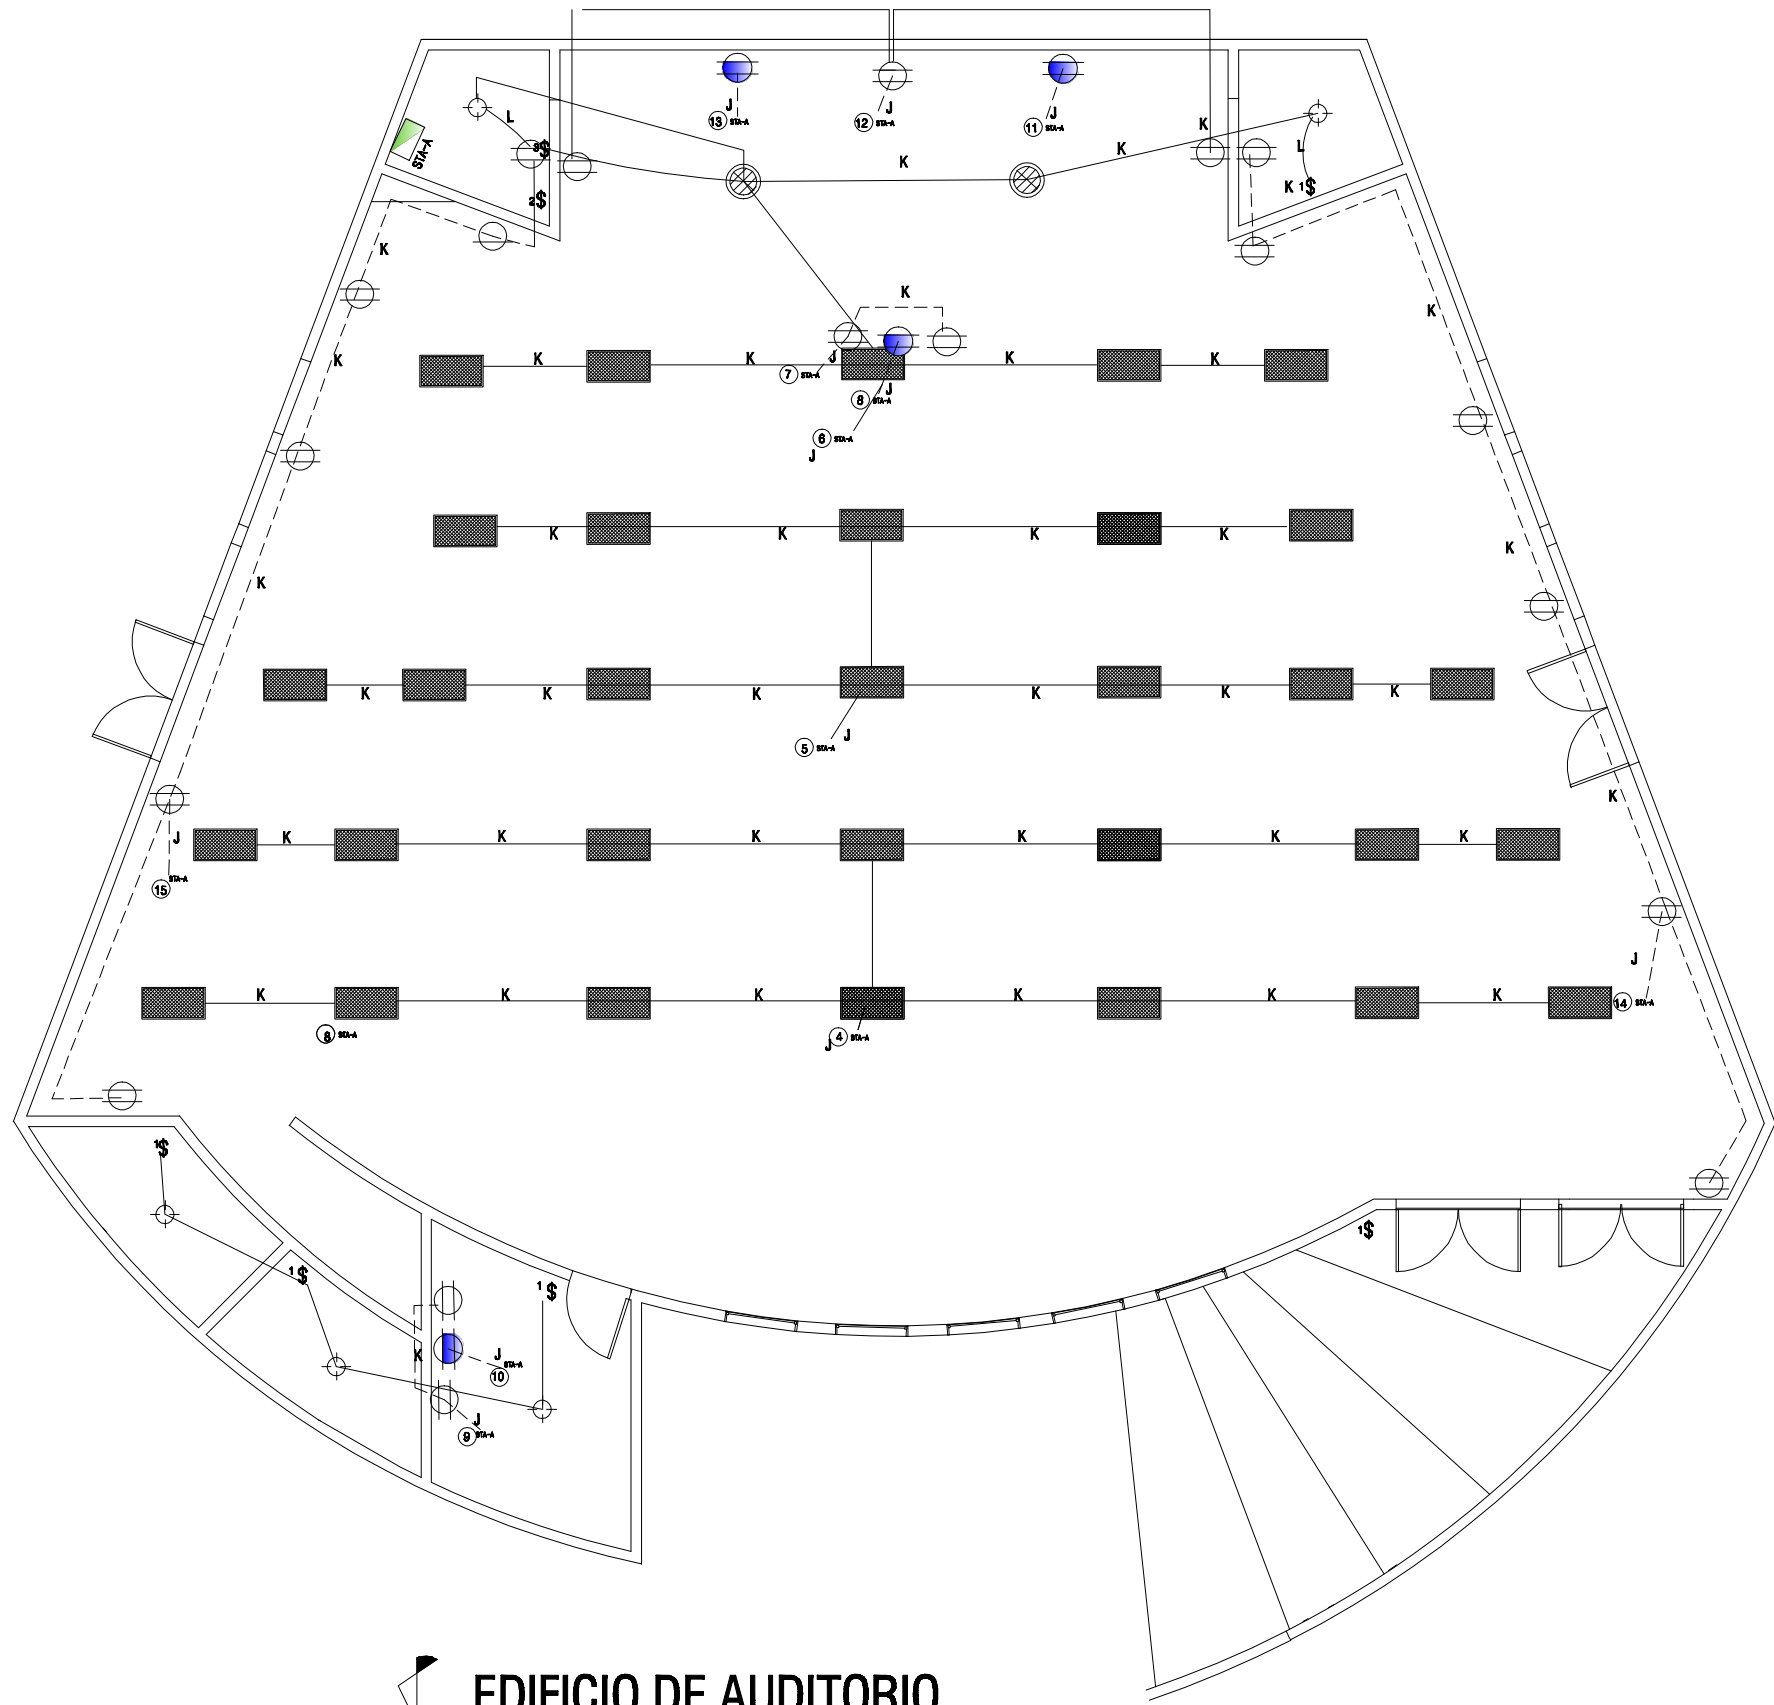 J
13 STA-A
J
12 STA-A
J
11 STA-A
K
L
3$
STA-A
K
K
L
2$
K 1$
K
K
K
K
K
K
J
K
K
7 STA-A
J
8 STA-A
6 STA-A
J
K
K
K
K
K
K
K
K
K
K
K
K
K
5 STA-A
J
K
J
K
K
K
K
K
K
15 STA-A
J
K
K
K
K
K
K
14 STA-A
8 STA-A
4 STA-A
J
1$
1$
1$
1$
K
J
STA-A
10
J
9 STA-A
EDIFICIO DE AUDITORIO